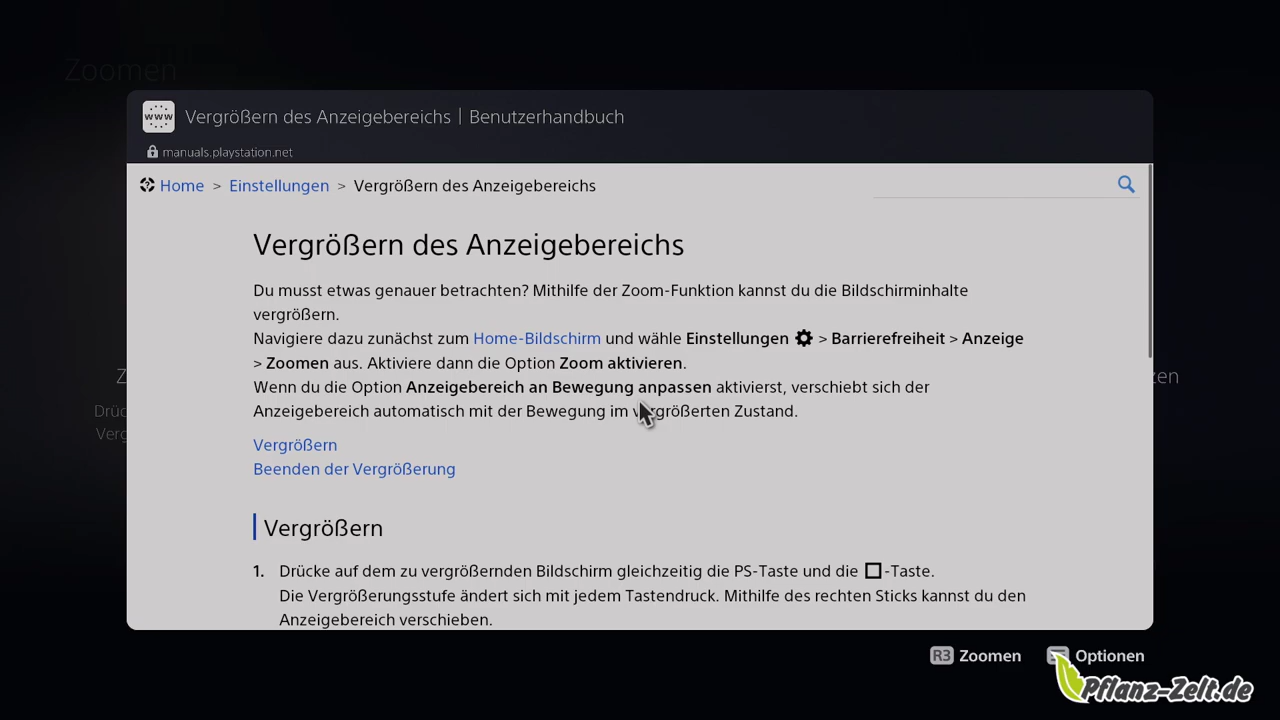 Zoomen
www
Vergrößern des Anzeigebereichs | Benutzerhandbuch
manuals.playstation.net
Home > Einstellungen > Vergrößern des Anzeigebereichs
Vergrößern des Anzeigebereichs
Du musst etwas genauer betrachten? Mithilfe der Zoom-Funktion kannst du die Bildschirminhalte
vergrößern.
Navigiere dazu zunächst zum Home-Bildschirm und wähle Einstellungen > Barrierefreiheit > Anzeige
> Zoomen aus. Aktiviere dann die Option Zoom aktivieren.
Wenn du die Option Anzeigebereich an Bewegung anpassen aktivierst, verschiebt sich der
Anzeigebereich automatisch mit der Bewegung im vergrößerten Zustand.
Vergrößern
Beenden der Vergrößerung
Vergrößern
1. Drücke auf dem zu vergrößernden Bildschirm gleichzeitig die PS-Taste und die □-Taste.
Die Vergrößerungsstufe ändert sich mit jedem Tastendruck. Mithilfe des rechten Sticks kannst du den
Anzeigebereich verschieben.
R3 Zoomen Optionen
Pflanz-Zelt.de